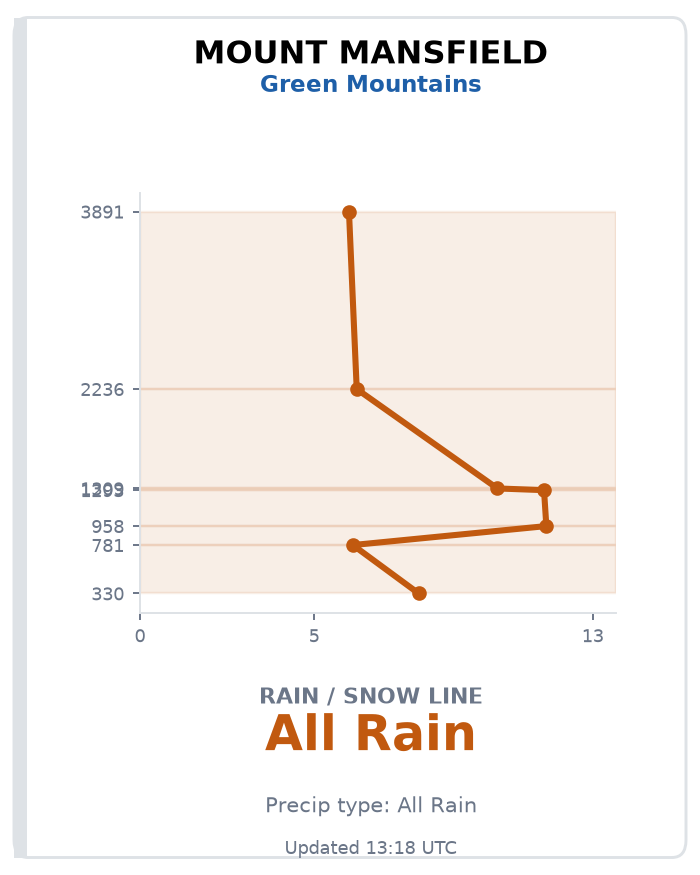 MOUNT MANSFIELD
Green Mountains
3891
2236
958
781
330
0 5 13
RAIN / SNOW LINE
All Rain
Precip type: All Rain
Updated 13:18 UTC